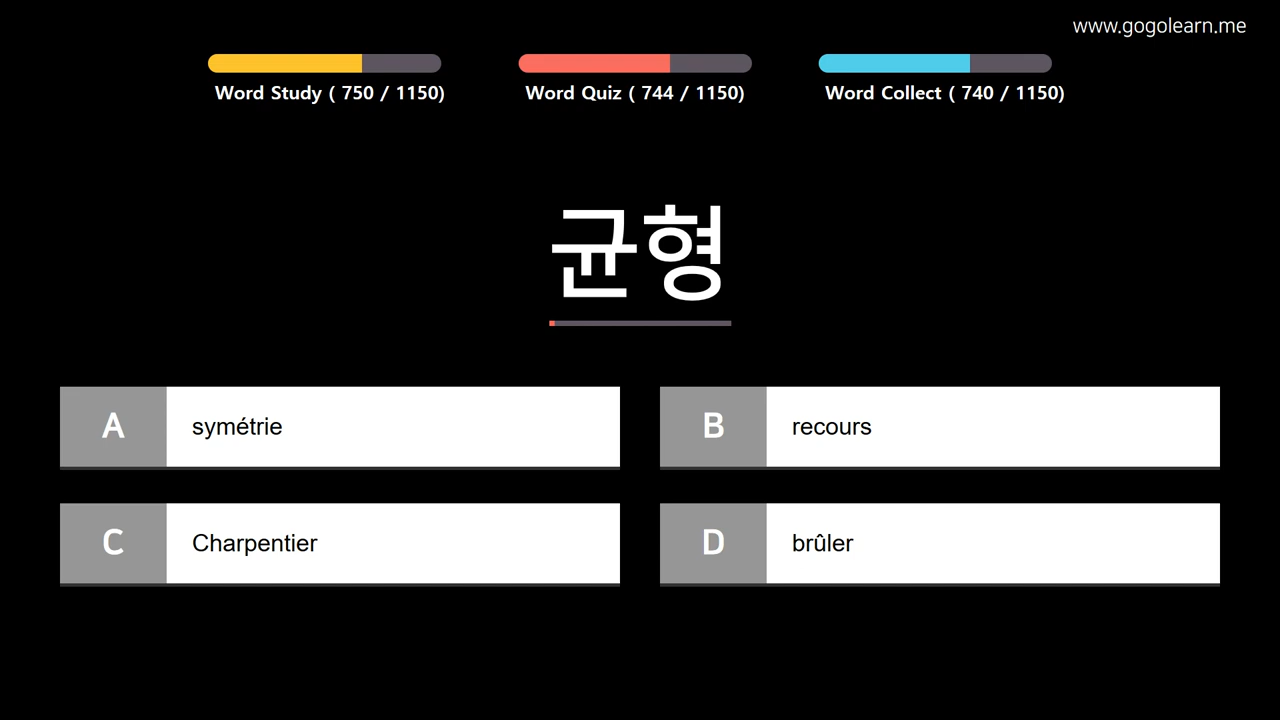 www.gogolearn.me
Word Study ( 750 / 1150)
Word Quiz ( 744 / 1150)
Word Collect ( 740 / 1150)
균형
A symétrie
B recours
C Charpentier
D brûler